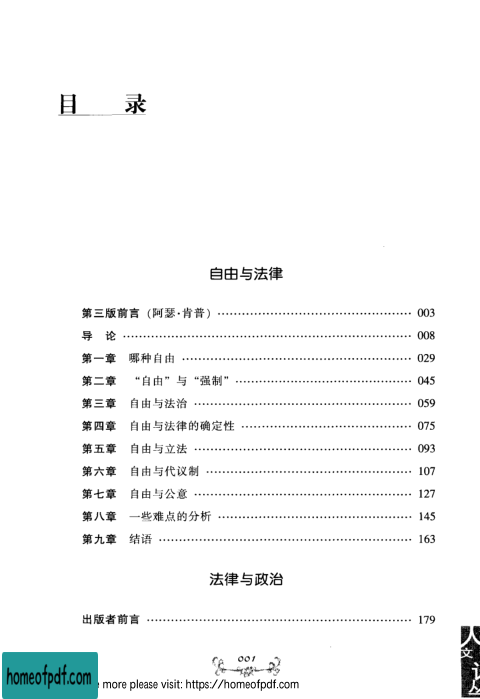 目 录
自由与法律
第三版前言（阿瑟·肯普）………………………………………… 003
导 论 ………………………………………………………………… 008
第一章 哪种自由 …………………………………………………… 029
第二章 “自由”与“强制” ………………………………………… 045
第三章 自由与法治 ………………………………………………… 059
第四章 自由与法律的确定性 ……………………………………… 075
第五章 自由与立法 ………………………………………………… 093
第六章 自由与代议制 ……………………………………………… 107
第七章 自由与公意 ………………………………………………… 127
第八章 一些难点的分析 …………………………………………… 145
第九章 结语 ………………………………………………………… 163
法律与政治
出版者前言 ………………………………………………………… 179
人
文
001
homeofpdf.com
more please visit: https://homeofpdf.com